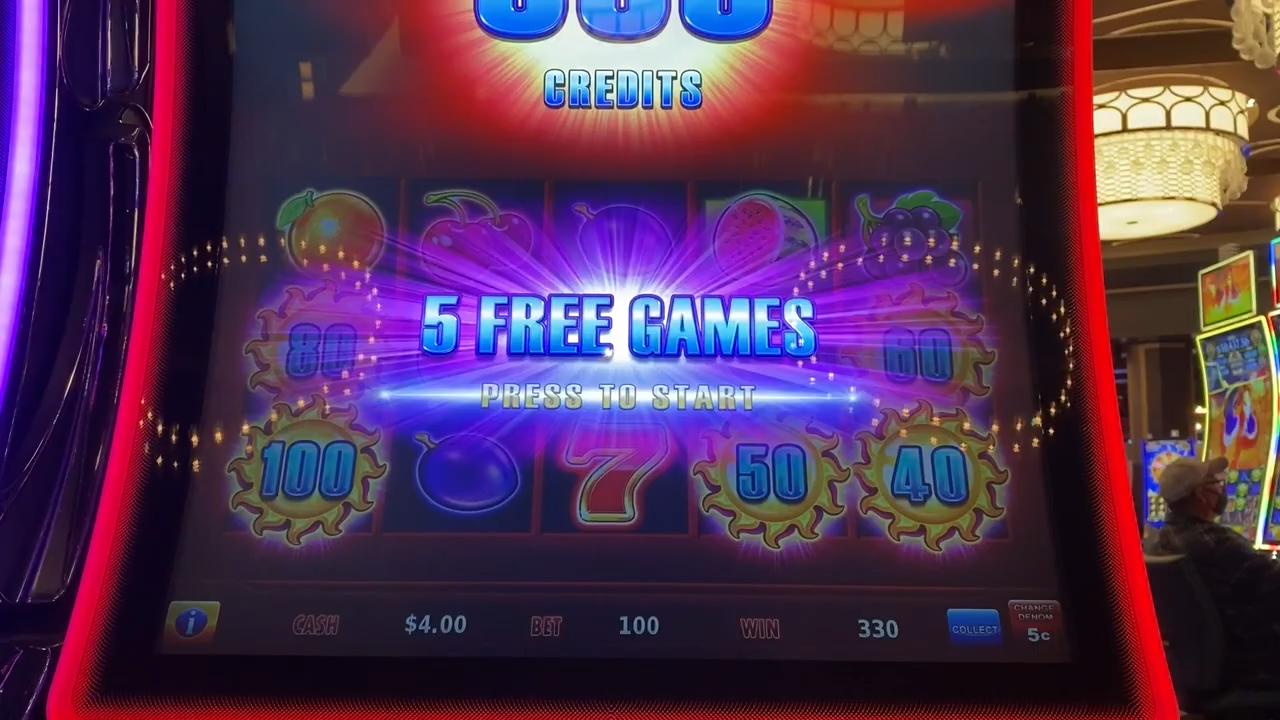 CREDITS
80 60
5 FREE GAMES
PRESS TO START
100 7 50 40
i CASH $4.00 BET 100 WIN 330 COLLECT CHANGE DENOM 5c